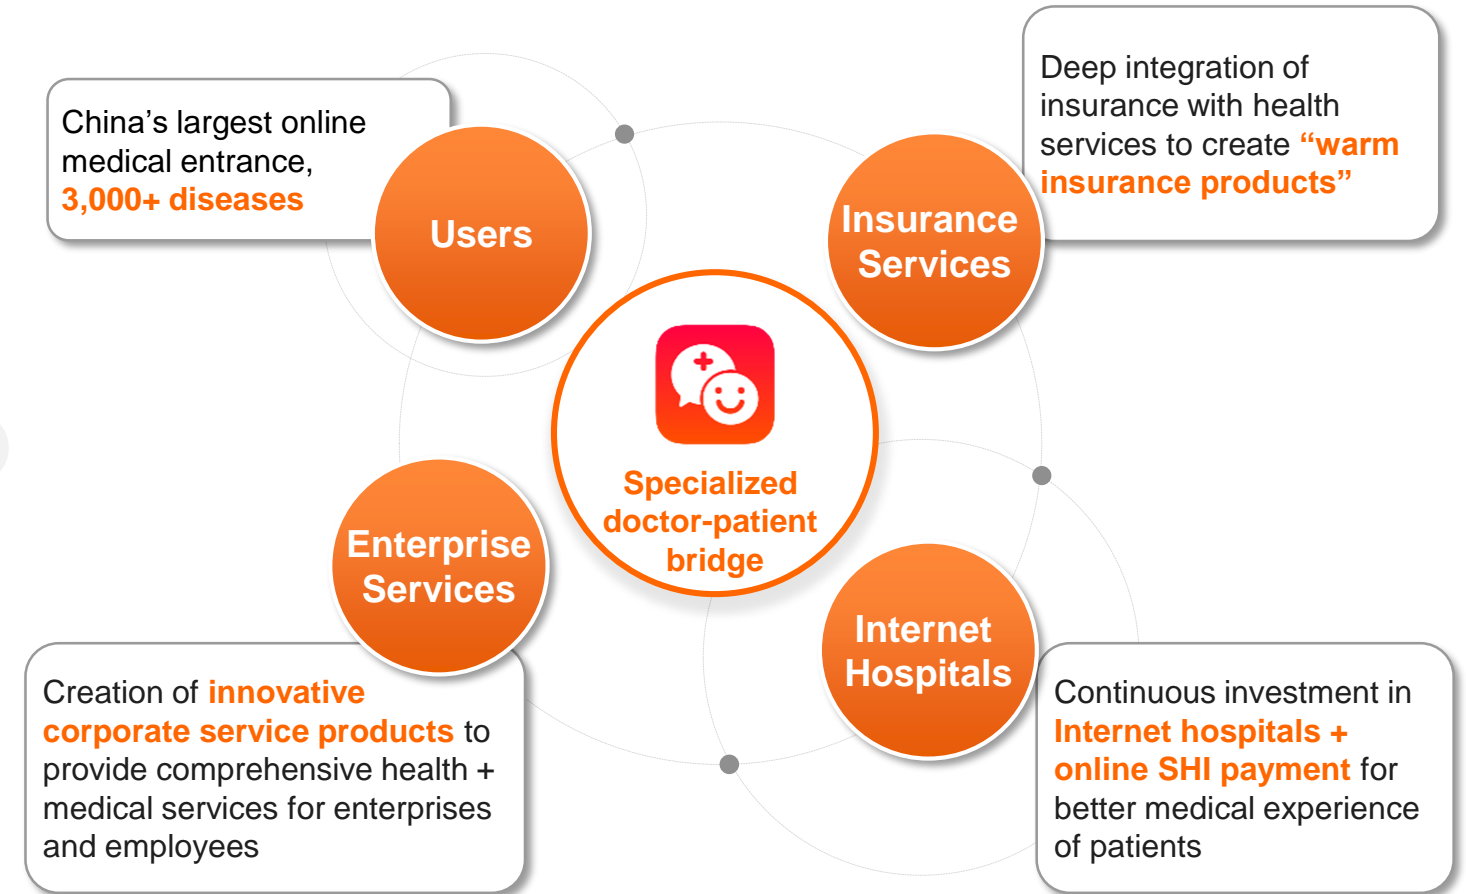 China’s largest online
medical entrance,
3,000+ diseases
Users
Deep integration of
insurance with health
services to create “warm
insurance products”
Insurance
Services
Specialized
doctor-patient
bridge
Enterprise
Services
Creation of innovative
corporate service products to
provide comprehensive health +
medical services for enterprises
and employees
Internet
Hospitals
Continuous investment in
Internet hospitals +
online SHI payment for
better medical experience
of patients